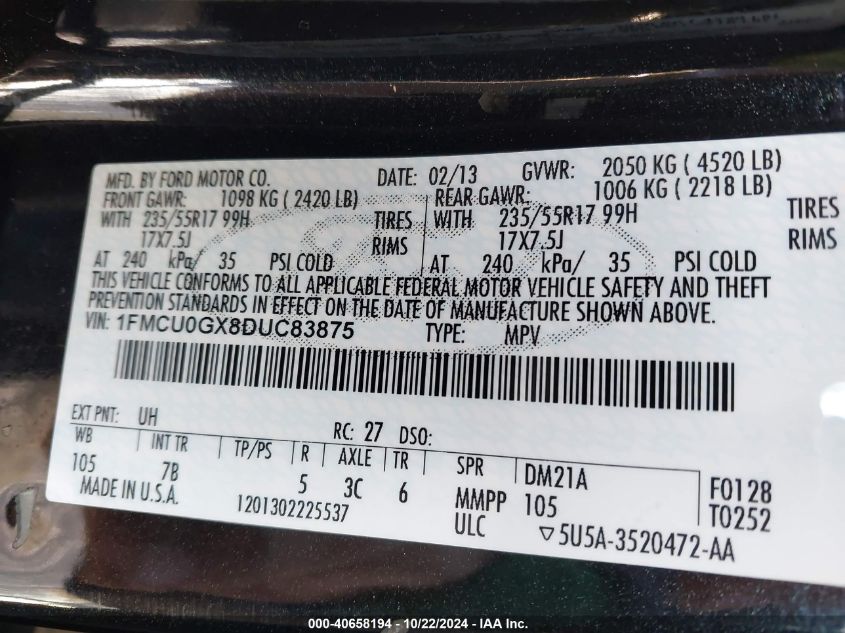 MFD. BY FORD MOTOR CO. DATE: 02/13 GVWR: 2050 KG ( 4520 LB)
FRONT GAWR: 1098 KG ( 2420 LB) REAR GAWR: 1006 KG ( 2218 LB)
WITH 235/55R17 99H TIRES WITH 235/55R17 99H TIRES
17X7.5J RIMS 17X7.5J RIMS
AT 240 kPa/ 35 PSI COLD AT 240 kPa/ 35 PSI COLD
THIS VEHICLE CONFORMS TO ALL APPLICABLE FEDERAL MOTOR VEHICLE SAFETY AND THEFT
PREVENTION STANDARDS IN EFFECT ON THE DATE OF MANUFACTURE SHOWN ABOVE.
VIN: 1FMCU0GX8DUC83875 TYPE: MPV
EXT PNT: UH RC: 27 DSO:
WB INT TR TP/PS R AXLE TR SPR DM21A F0128
105 7B 5 3C 6 MMPP 105 T0252
MADE IN U.S.A. 1201302225537 ULC ▽5U5A-3520472-AA
000-40658194 - 10/22/2024 - IAA Inc.